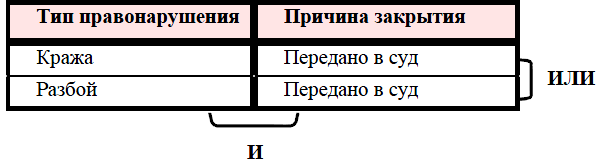 Тип правонарушения Причина закрытия
Кража Передано в суд
Разбой Передано в суд
ИЛИ
И